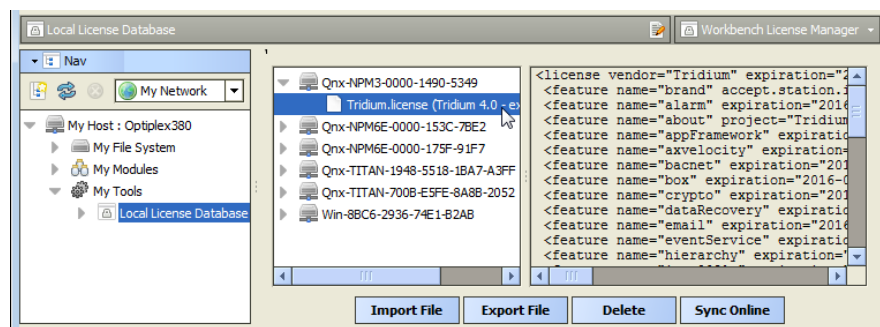 Local License Database
Workbench License Manager
Nav
My Network
My Host : Optiplex380
My File System
My Modules
My Tools
Local License Database
Qnx-NPM3-0000-1490-5349
Tridium.license (Tridium 4.0 - ex
Qnx-NPM6E-0000-153C-7BE2
Qnx-NPM6E-0000-175F-91F7
Qnx-TITAN-1948-5518-1BA7-A3FF
Qnx-TITAN-700B-E5FE-8A8B-2052
Win-8BC6-2936-74E1-B2AB
<license vendor="Tridium" expiration="2
<feature name="brand" accept.station.i
<feature name="alarm" expiration="2016
<feature name="about" project="Tridium
<feature name="appFramework" expiratio
<feature name="axvelocity" expiration=
<feature name="bacnet" expiration="201
<feature name="box" expiration="2016-0
<feature name="crypto" expiration="201
<feature name="dataRecovery" expiratio
<feature name="email" expiration="2016
<feature name="eventService" expiratio
<feature name="hierarchy" expiration="
Import File
Export File
Delete
Sync Online